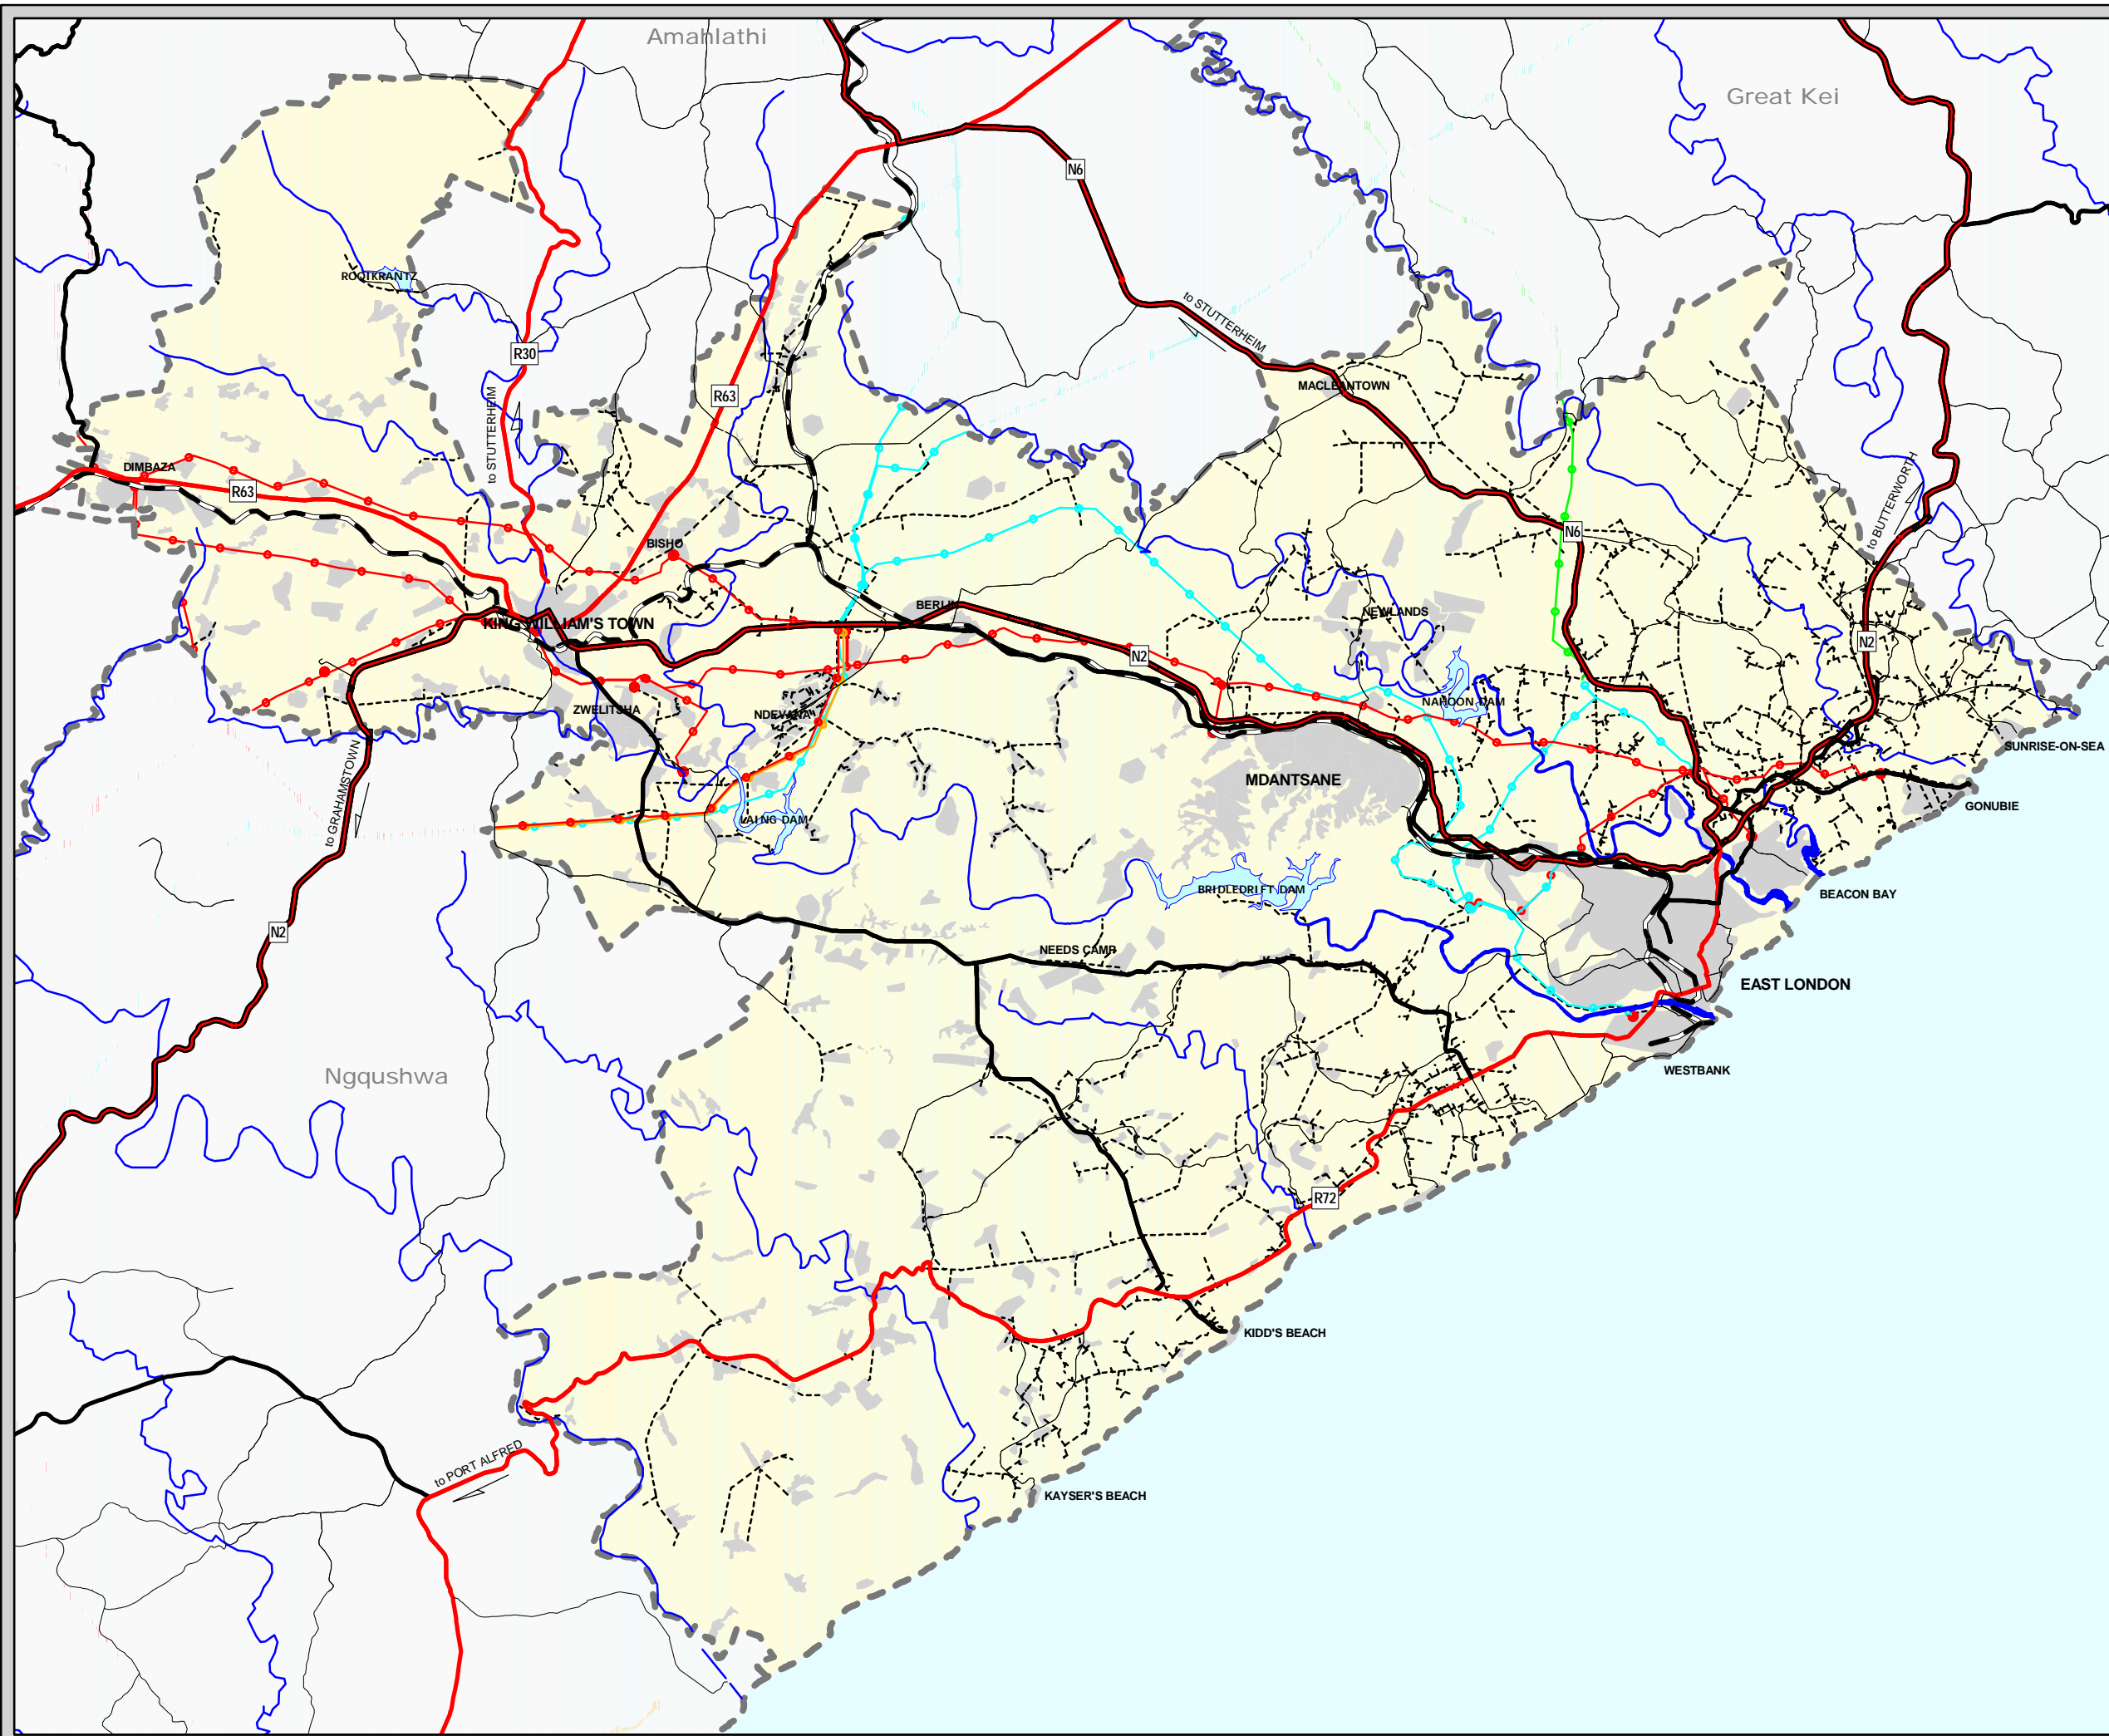 Amahlathi
Great Kei
N6
ROOIKRANTZ
to STUTTERHEIM
R30
MACLEANTOWN
R63
to STUTTERHEIM
DIMBAZA
R63
to BUTTERWORTH
N6
BISHO
BERLIN
NEWLANDS
KING WILLIAM'S TOWN
N2
N2
NAHOON DAM
ZWELITSHA
NDEVANA
SUNRISE-ON-SEA
MDANTSANE
to GRAHAMSTOWN
GONUBIE
LAING DAM
BRIDLEDRIFT DAM
BEACON BAY
N2
NEEDS CAMP
EAST LONDON
WESTBANK
Ngqushwa
R72
KIDD'S BEACH
to PORT ALFRED
KAYSER'S BEACH